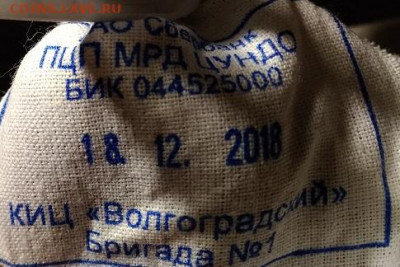 АО Сбербанк
ПЦП МРД ЦУНДО
БИК 044525000
18. 12. 2018
КИЦ «Волгоградский»
Бригада №1